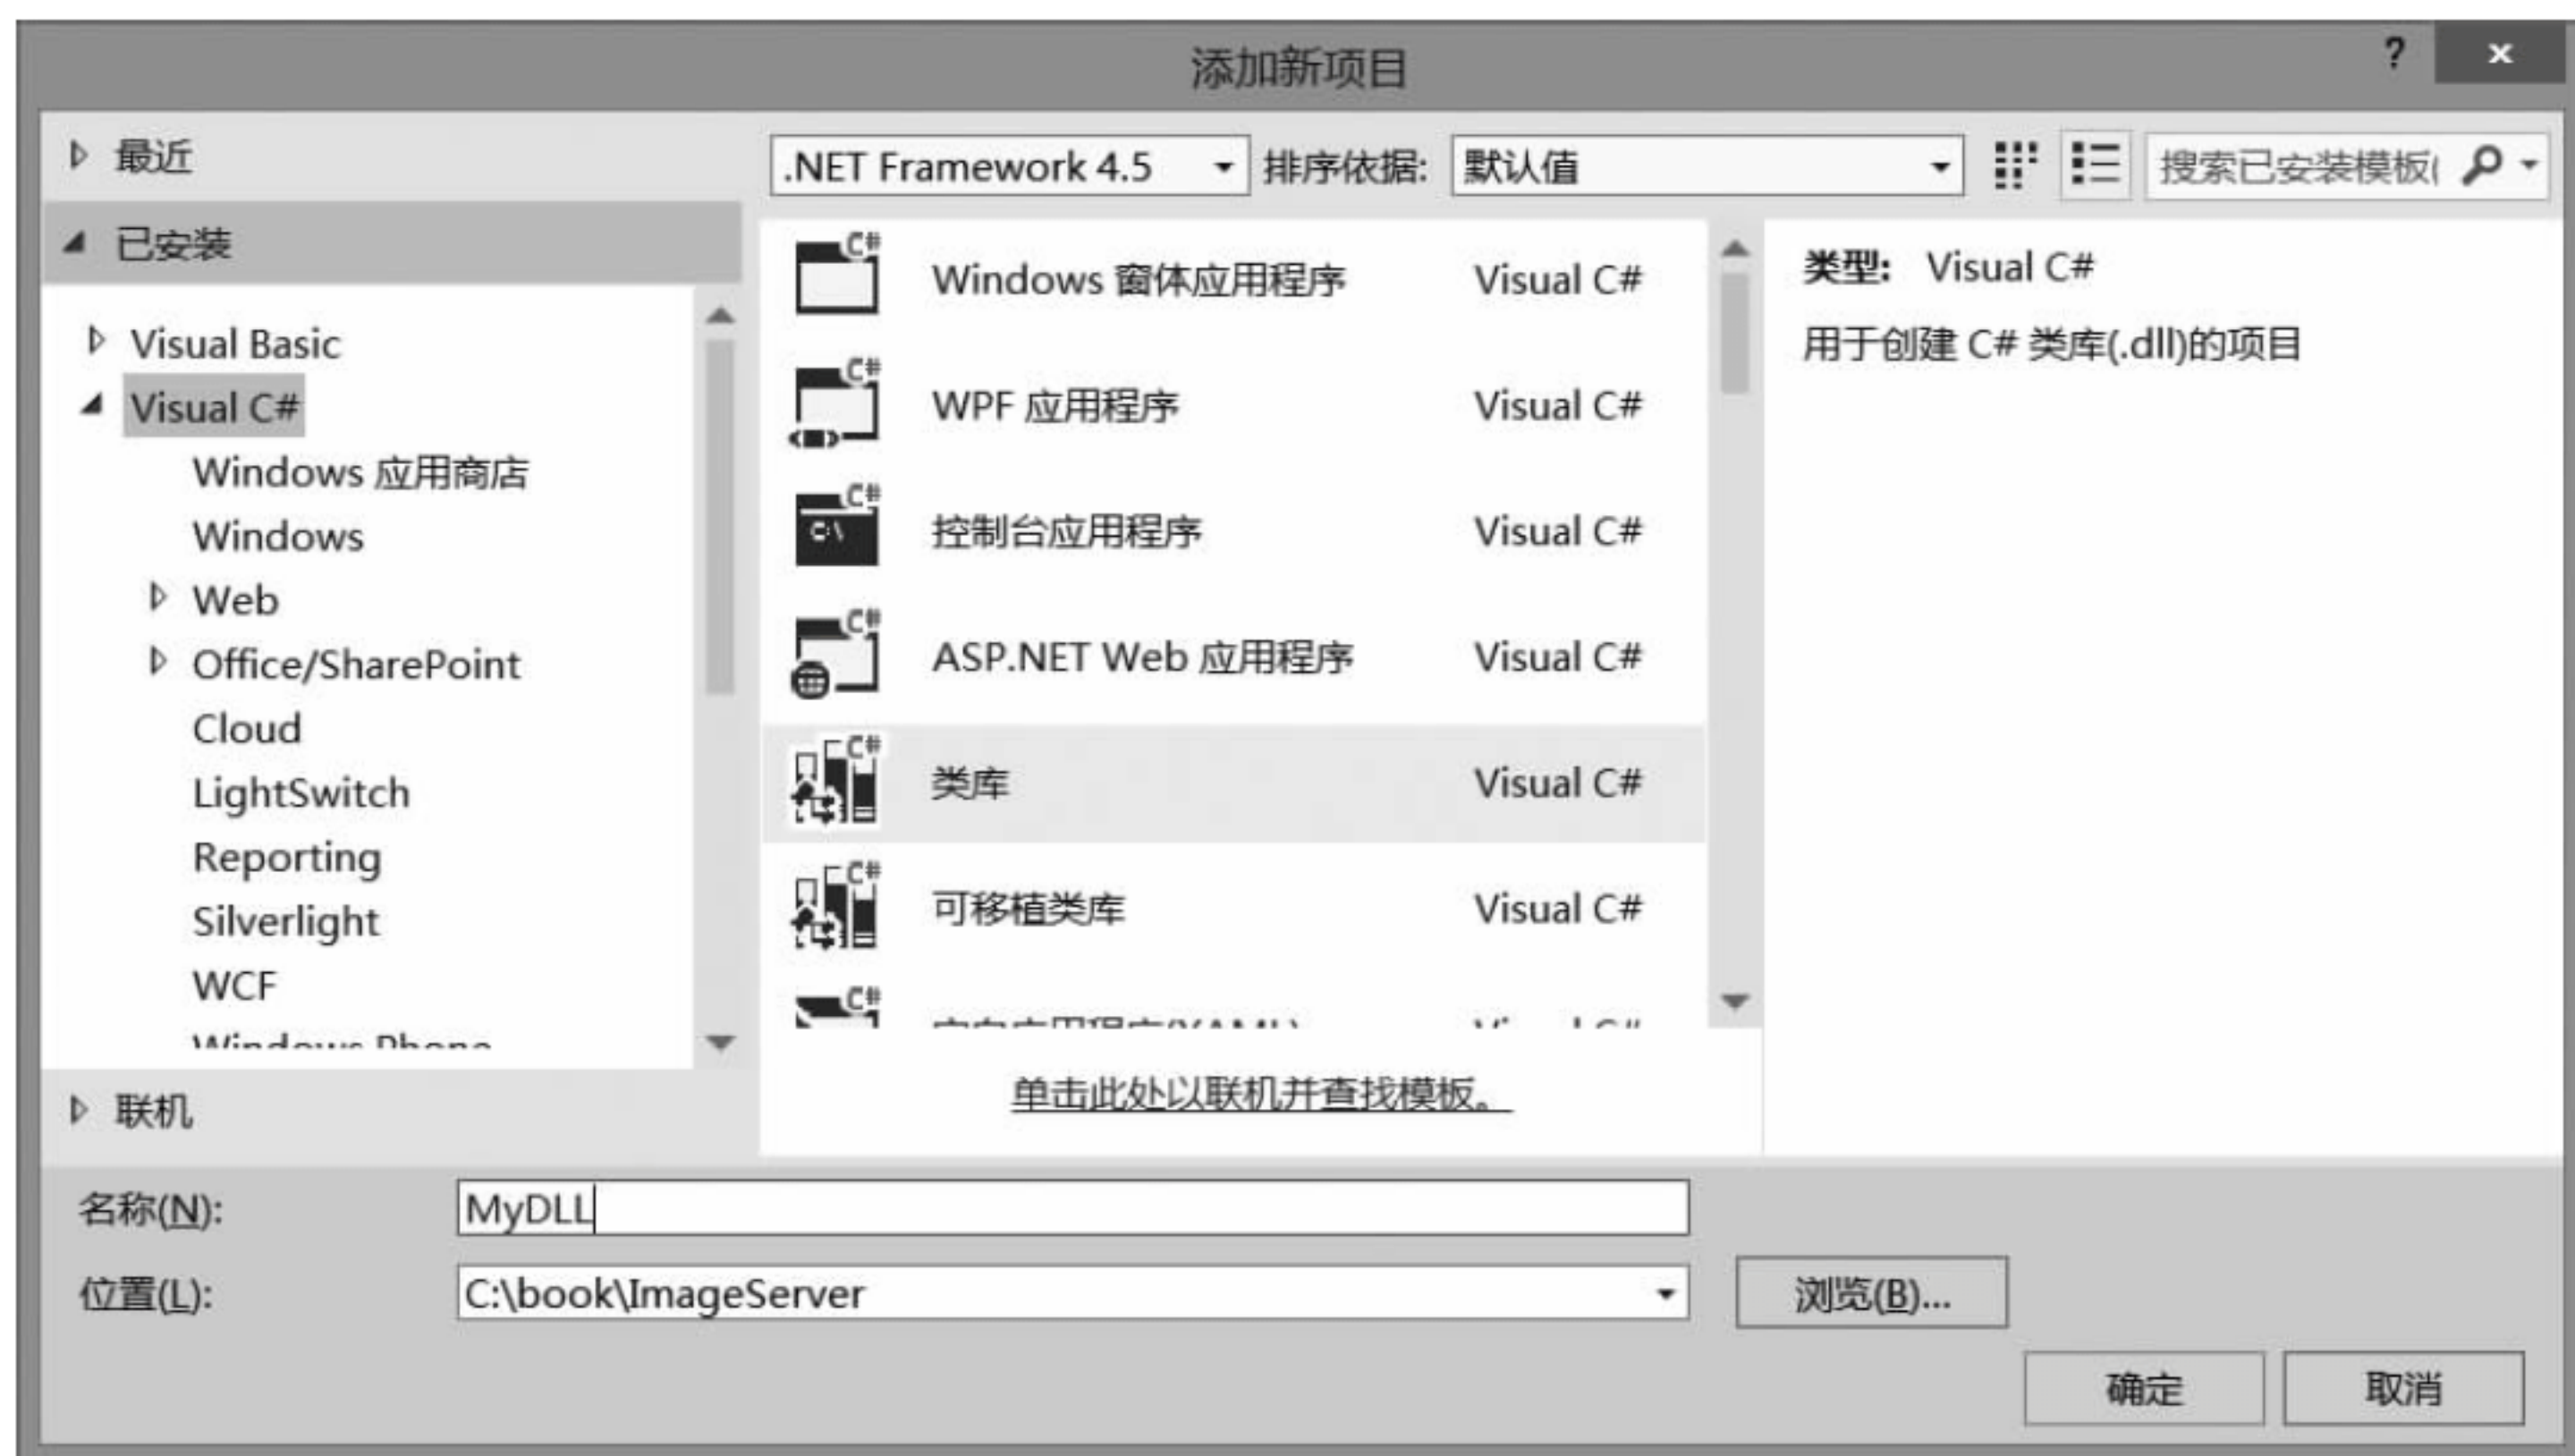 添加新项目
?
x
最近
.NET Framework 4.5 排序依据: 默认值 搜索已安装模板(
已安装
Visual Basic
Visual C#
Windows 应用商店
Windows
Web
Office/SharePoint
Cloud
LightSwitch
Reporting
Silverlight
WCF
Windows Phone
联机
Windows 窗体应用程序 Visual C#
WPF 应用程序 Visual C#
控制台应用程序 Visual C#
ASP.NET Web 应用程序 Visual C#
类库 Visual C#
可移植类库 Visual C#
单击此处以联机并查找模板。
类型: Visual C#
用于创建 C# 类库(.dll)的项目
名称(N): MyDLL
位置(L): C:\book\ImageServer 浏览(B)...
确定 取消